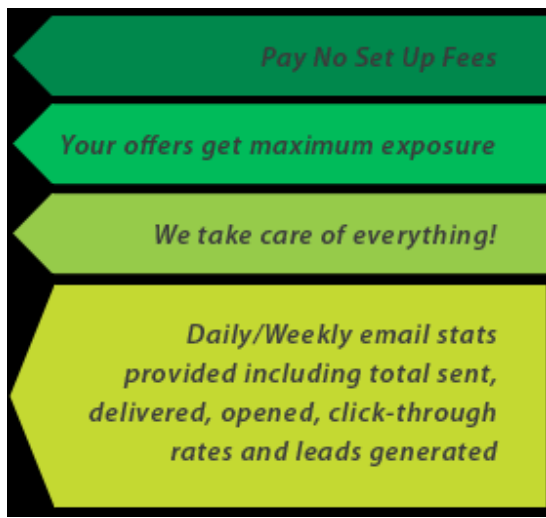 Pay No Set Up Fees
Your offers get maximum exposure
We take care of everything!
Daily/Weekly email stats
provided including total sent,
delivered, opened, click-through
rates and leads generated